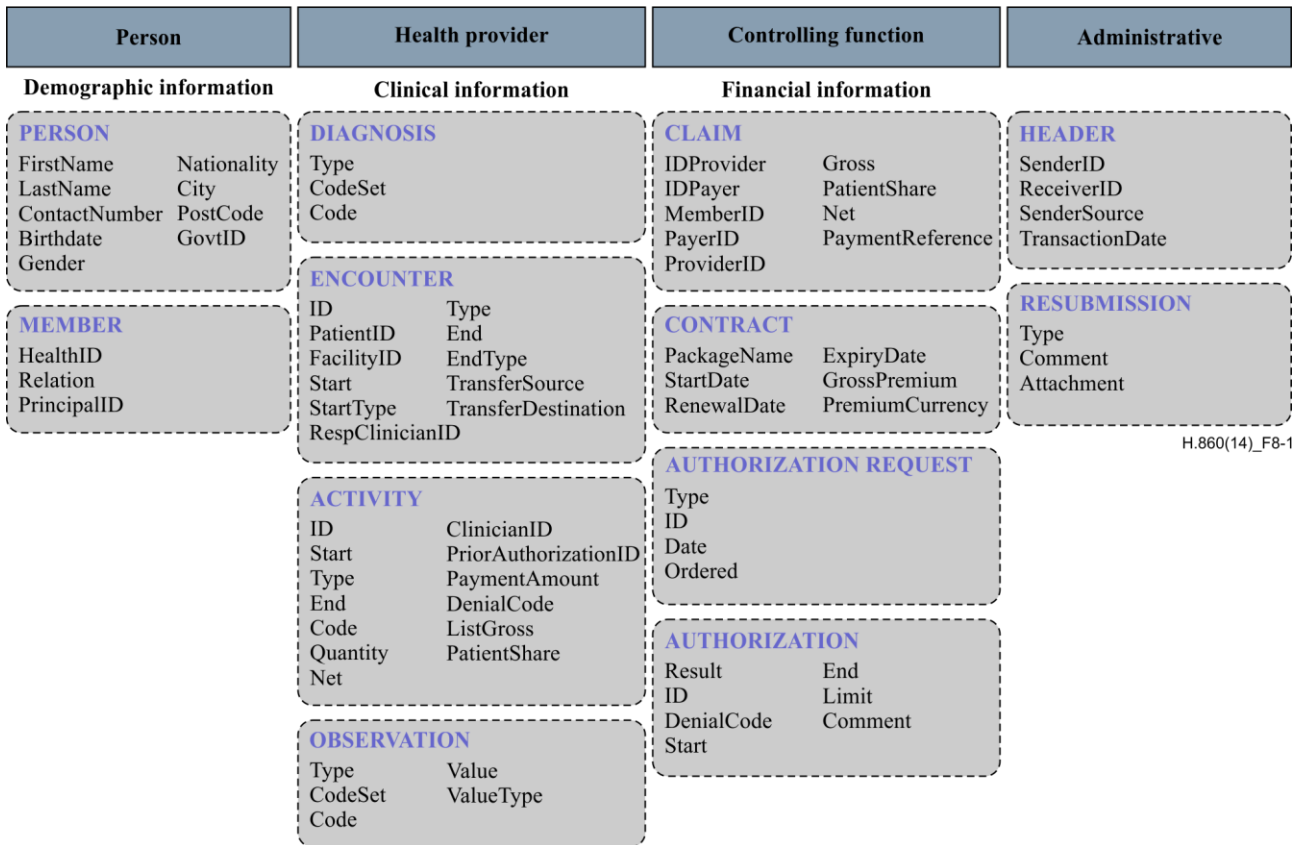 Person
Demographic information
PERSON
FirstName Nationality
LastName City
ContactNumber PostCode
Birthdate GovtID
Gender
MEMBER
HealthID
Relation
PrincipalID
Health provider
Clinical information
DIAGNOSIS
Type
CodeSet
Code
ENCOUNTER
ID Type
PatientID End
FacilityID EndType
Start TransferSource
StartType TransferDestination
RespClinicianID
ACTIVITY
ID ClinicianID
Start PriorAuthorizationID
Type PaymentAmount
End DenialCode
Code ListGross
Quantity PatientShare
Net
OBSERVATION
Type Value
CodeSet ValueType
Code
Controlling function
Financial information
CLAIM
IDProvider Gross
IDPayer PatientShare
MemberID Net
PayerID PaymentReference
ProviderID
CONTRACT
PackageName ExpiryDate
StartDate GrossPremium
RenewalDate PremiumCurrency
AUTHORIZATION REQUEST
Type
ID
Date
Ordered
AUTHORIZATION
Result End
ID Limit
DenialCode Comment
Start
Administrative
HEADER
SenderID
ReceiverID
SenderSource
TransactionDate
RESUBMISSION
Type
Comment
Attachment
H.860(14)_F8-1